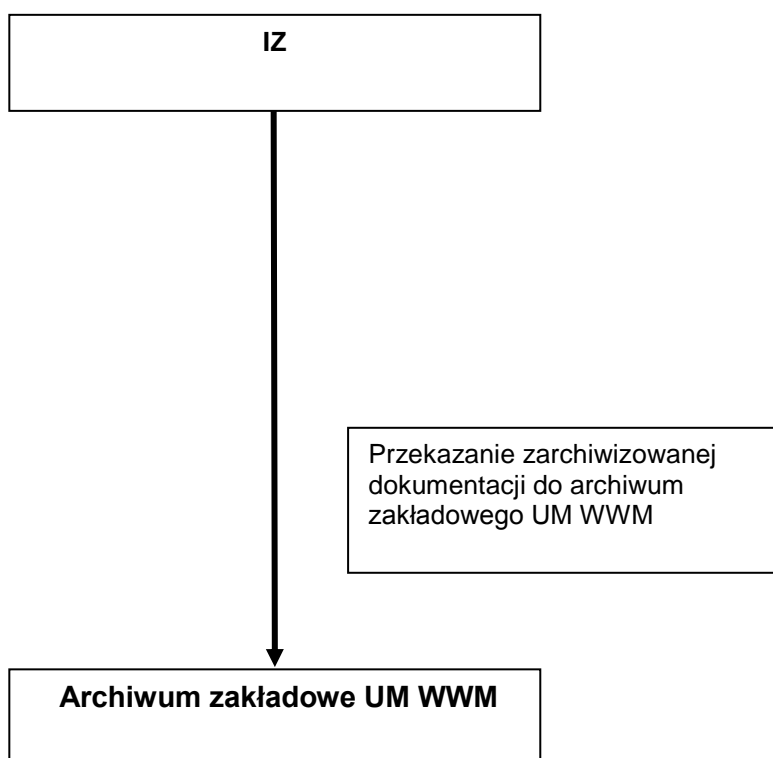 IZ
Przekazanie zarchiwizowanej
dokumentacji do archiwum
zakładowego UM WWM
Archiwum zakładowe UM WWM